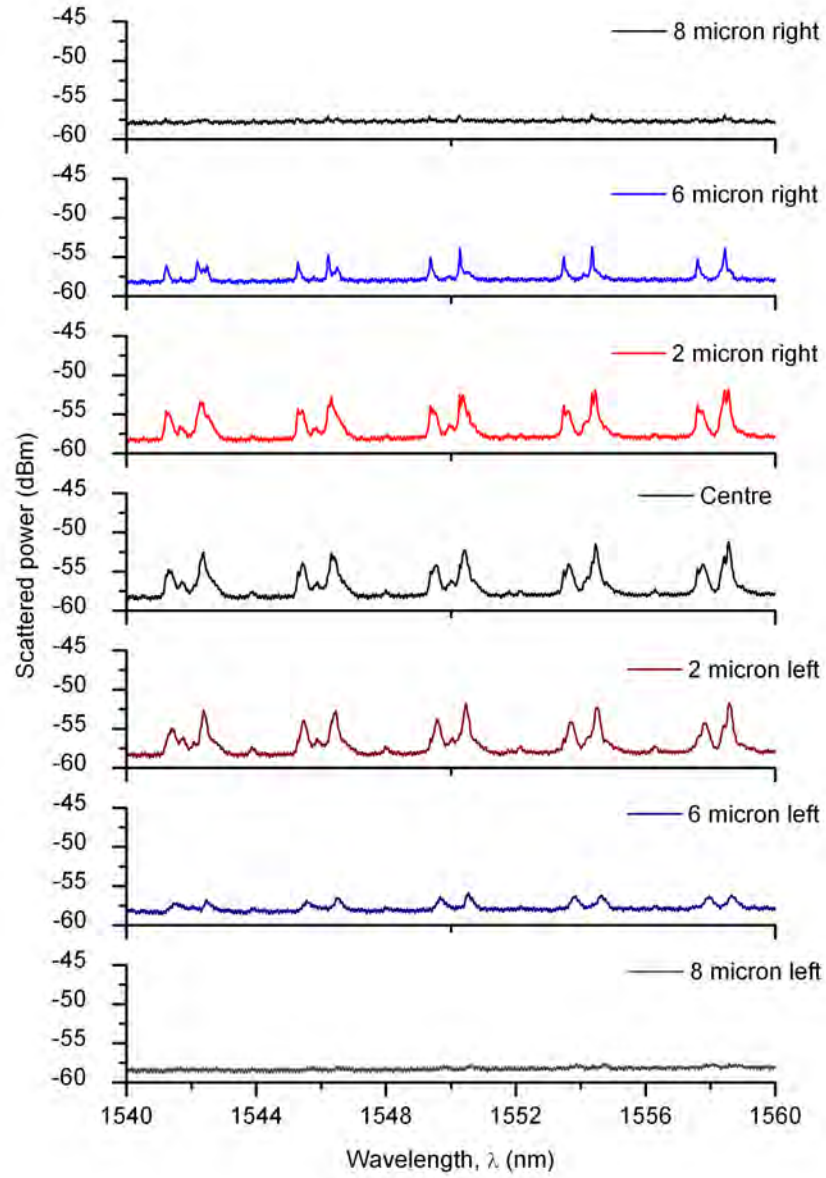 -45
8 micron right
-50
-55
-60
-45
6 micron right
-50
-55
-60
-45
2 micron right
-50
-55
-60
Scattered power (dBm)
-45
Centre
-50
-55
-60
-45
2 micron left
-50
-55
-60
-45
6 micron left
-50
-55
-60
-45
8 micron left
-50
-55
-60
1540 1544 1548 1552 1556 1560
Wavelength, λ (nm)